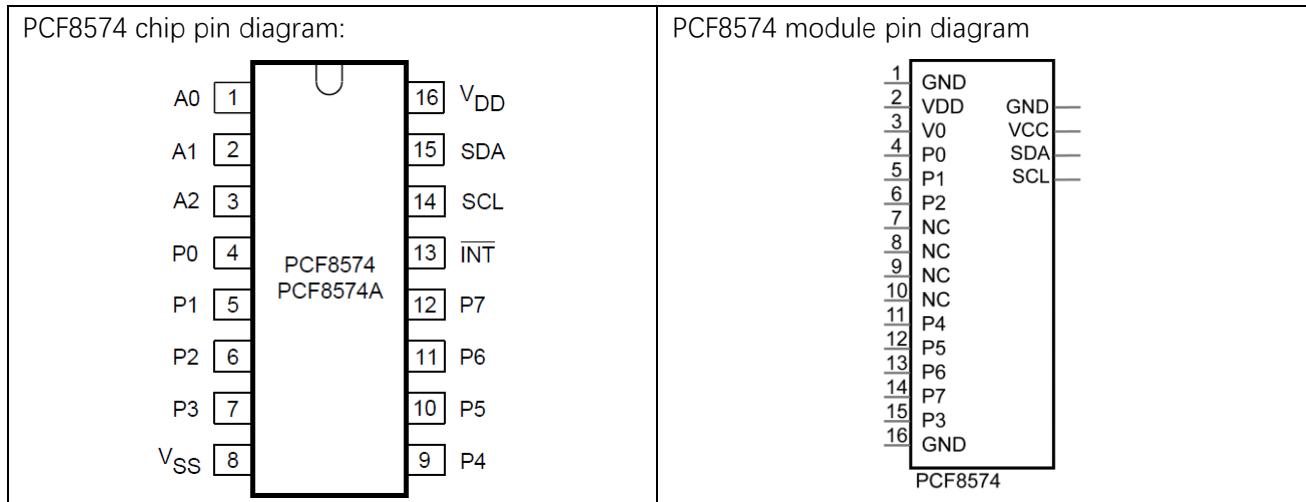 PCF8574 chip pin diagram:
A0 1
A1 2
A2 3
P0 4
P1 5
P2 6
P3 7
VSS 8
PCF8574
PCF8574A
16 VDD
15 SDA
14 SCL
13 INT
12 P7
11 P6
10 P5
9 P4
PCF8574 module pin diagram
1 GND
2 VDD
3 V0
4 P0
5 P1
6 P2
7 NC
8 NC
9 NC
10 NC
11 P4
12 P5
13 P6
14 P7
15 P3
16 GND
GND
VCC
SDA
SCL
PCF8574